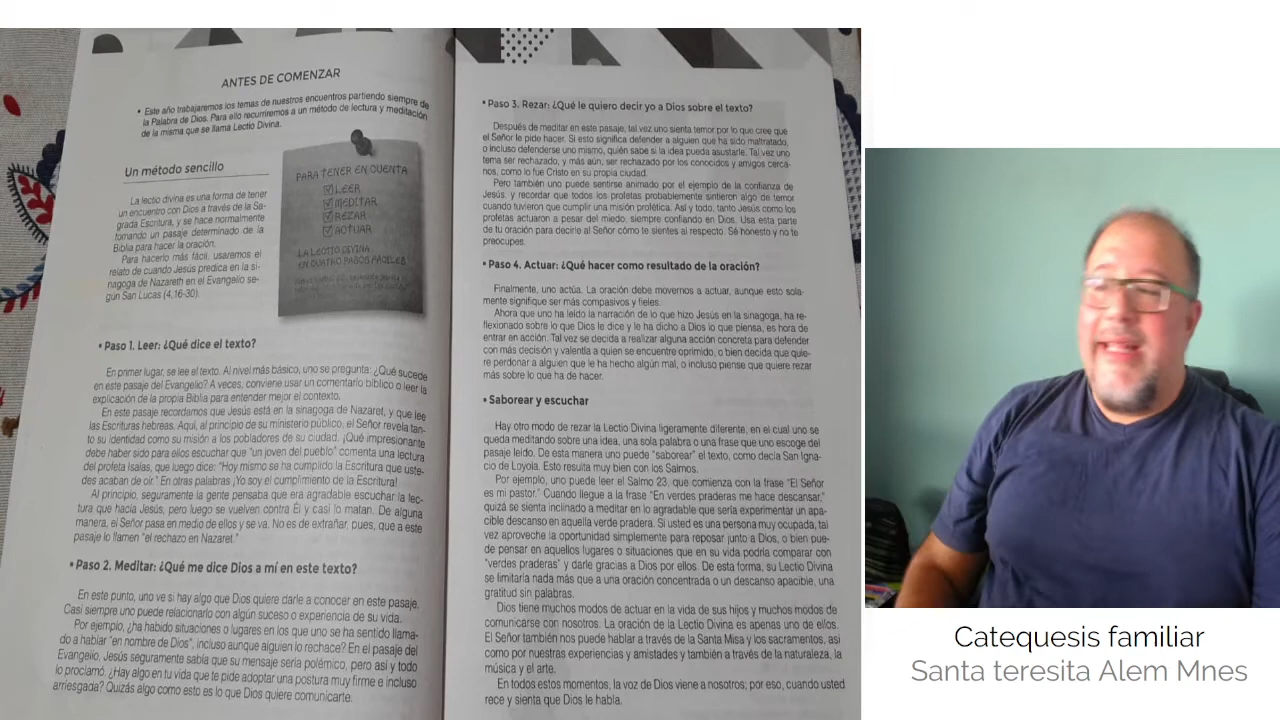 ANTES DE COMENZAR
• Este año trabajaremos los temas de nuestros encuentros partiendo siempre de
la Palabra de Dios. Para ello recurriremos a un método de lectura y meditación
de la misma que se llama Lectio Divina.
Un método sencillo
La lectio divina es una forma de tener
un encuentro con Dios a través de la Sa-
grada Escritura, y se hace normalmente
tomando un pasaje determinado de la
Biblia para hacer la oración.
Para hacerlo más fácil, usaremos el
relato de cuando Jesús predica en la si-
nagoga de Nazareth en el Evangelio se-
gún San Lucas (4,16-30).
PARA TENER EN CUENTA
LEER
MEDITAR
REZAR
ACTUAR
LA LECTIO DIVINA
EN CUATRO PASOS FÁCILES
• Paso 1. Leer: ¿Qué dice el texto?
En primer lugar, se lee el texto. Al nivel más básico, uno se pregunta: ¿Qué sucede
en este pasaje del Evangelio? A veces, conviene usar un comentario bíblico o leer la
explicación de la propia Biblia para entender mejor el contexto.
En este pasaje recordamos que Jesús está en la sinagoga de Nazaret, y que lee
las Escrituras hebreas. Aquí, al principio de su ministerio público, el Señor revela tan-
to su identidad como su misión a los pobladores de su ciudad. ¡Qué impresionante
debe haber sido para ellos escuchar que "un joven del pueblo" comenta una lectura
del profeta Isaías, que luego dice: "Hoy mismo se ha cumplido la Escritura que uste-
des acaban de oír." En otras palabras ¡Yo soy el cumplimiento de la Escritura!
Al principio, seguramente la gente pensaba que era agradable escuchar la lec-
tura que hacía Jesús, pero luego se vuelven contra Él y casi lo matan. De alguna
manera, el Señor pasa en medio de ellos y se va. No es de extrañar, pues, que a este
pasaje lo llamen "el rechazo en Nazaret."
• Paso 2. Meditar: ¿Qué me dice Dios a mí en este texto?
En este punto, uno ve si hay algo que Dios quiere darle a conocer en este pasaje.
Casi siempre uno puede relacionarlo con algún suceso o experiencia de su vida.
Por ejemplo, ¿ha habido situaciones o lugares en los que uno se ha sentido llama-
do a hablar "en nombre de Dios", incluso aunque alguien lo rechace? En el pasaje del
Evangelio, Jesús seguramente sabía que su mensaje sería polémico, pero así y todo
lo proclamó. ¿Hay algo en tu vida que te pide adoptar una postura muy firme e incluso
arriesgada? Quizás algo como esto es lo que Dios quiere comunicarte.
• Paso 3. Rezar: ¿Qué le quiero decir yo a Dios sobre el texto?
Después de meditar en este pasaje, tal vez uno sienta temor por lo que cree que
el Señor le pide hacer. Si esto significa defender a alguien que ha sido maltratado,
o incluso defenderse uno mismo, quién sabe si la idea pueda asustarle. Tal vez uno
tema ser rechazado, y más aún, ser rechazado por los conocidos y amigos cerca-
nos, como lo fue Cristo en su propia ciudad.
Pero también uno puede sentirse animado por el ejemplo de la confianza de
Jesús, y recordar que todos los profetas probablemente sintieron algo de temor
cuando tuvieron que cumplir una misión profética. Así y todo, tanto Jesús como los
profetas actuaron a pesar del miedo, siempre confiando en Dios. Usa esta parte
de tu oración para decirle al Señor cómo te sientes al respecto. Sé honesto y no te
preocupes.
• Paso 4. Actuar: ¿Qué hacer como resultado de la oración?
Finalmente, uno actúa. La oración debe movernos a actuar, aunque esto sola-
mente signifique ser más compasivos y fieles.
Ahora que uno ha leído la narración de lo que hizo Jesús en la sinagoga, ha re-
flexionado sobre lo que Dios le dice y le ha dicho a Dios lo que piensa, es hora de
entrar en acción. Tal vez se decida a realizar alguna acción concreta para defender
con más decisión y valentía a quien se encuentre oprimido, o bien decida que quie-
re perdonar a alguien que le ha hecho algún mal, o incluso piense que quiere rezar
más sobre lo que ha de hacer.
• Saborear y escuchar
Hay otro modo de rezar la Lectio Divina ligeramente diferente, en el cual uno se
queda meditando sobre una idea, una sola palabra o una frase que uno escoge del
pasaje leído. De esta manera uno puede "saborear" el texto, como decía San Igna-
cio de Loyola. Esto resulta muy bien con los Salmos.
Por ejemplo, uno puede leer el Salmo 23, que comienza con la frase "El Señor
es mi pastor." Cuando llegue a la frase "En verdes praderas me hace descansar,"
quizá se sienta inclinado a meditar en lo agradable que sería experimentar un apa-
cible descanso en aquella verde pradera. Si usted es una persona muy ocupada, tal
vez aproveche la oportunidad simplemente para reposar junto a Dios, o bien pue-
de pensar en aquellos lugares o situaciones que en su vida podría comparar con
"verdes praderas" y darle gracias a Dios por ellos. De esta forma, su Lectio Divina
se limitaría nada más que a una oración concentrada o un descanso apacible, una
gratitud sin palabras.
Dios tiene muchos modos de actuar en la vida de sus hijos y muchos modos de
comunicarse con nosotros. La oración de la Lectio Divina es apenas uno de ellos.
El Señor también nos puede hablar a través de la Santa Misa y los sacramentos, así
como por nuestras experiencias y amistades y también a través de la naturaleza, la
música y el arte.
En todos estos momentos, la voz de Dios viene a nosotros; por eso, cuando usted
rece y sienta que Dios le habla.
Catequesis familiar
Santa teresita Alem Mnes